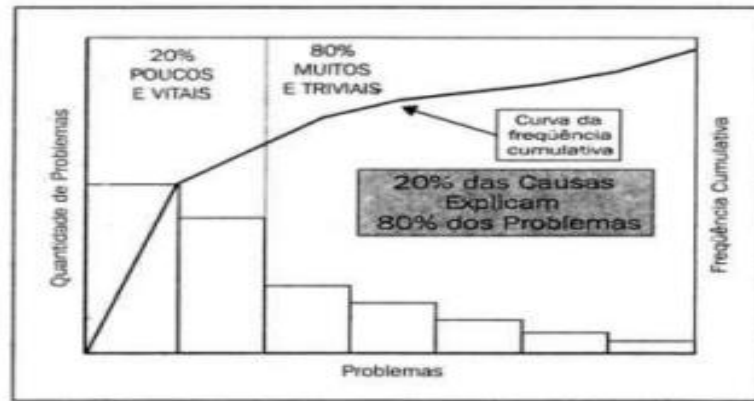 20%
POUCOS
E VITAIS
80%
MUITOS
E TRIVIAIS
Curva da
freqüência
cumulativa
20% das Causas
Explicam
80% dos Problemas
Quantidade de Problemas
Freqüência Cumulativa
Problemas